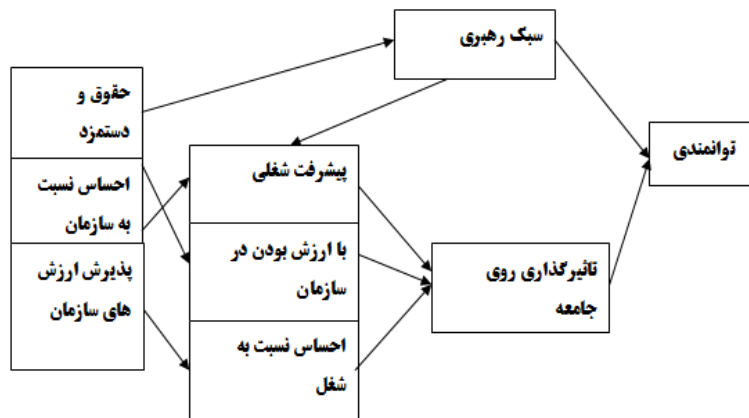 سبک رهبری
حقوق و
دستمزد
توانمندی
پیشرفت شغلی
احساس نسبت
به سازمان
با ارزش بودن در
سازمان
پذیرش ارزش
های سازمان
تاثیرگذاری روی
جامعه
احساس نسبت به
شغل